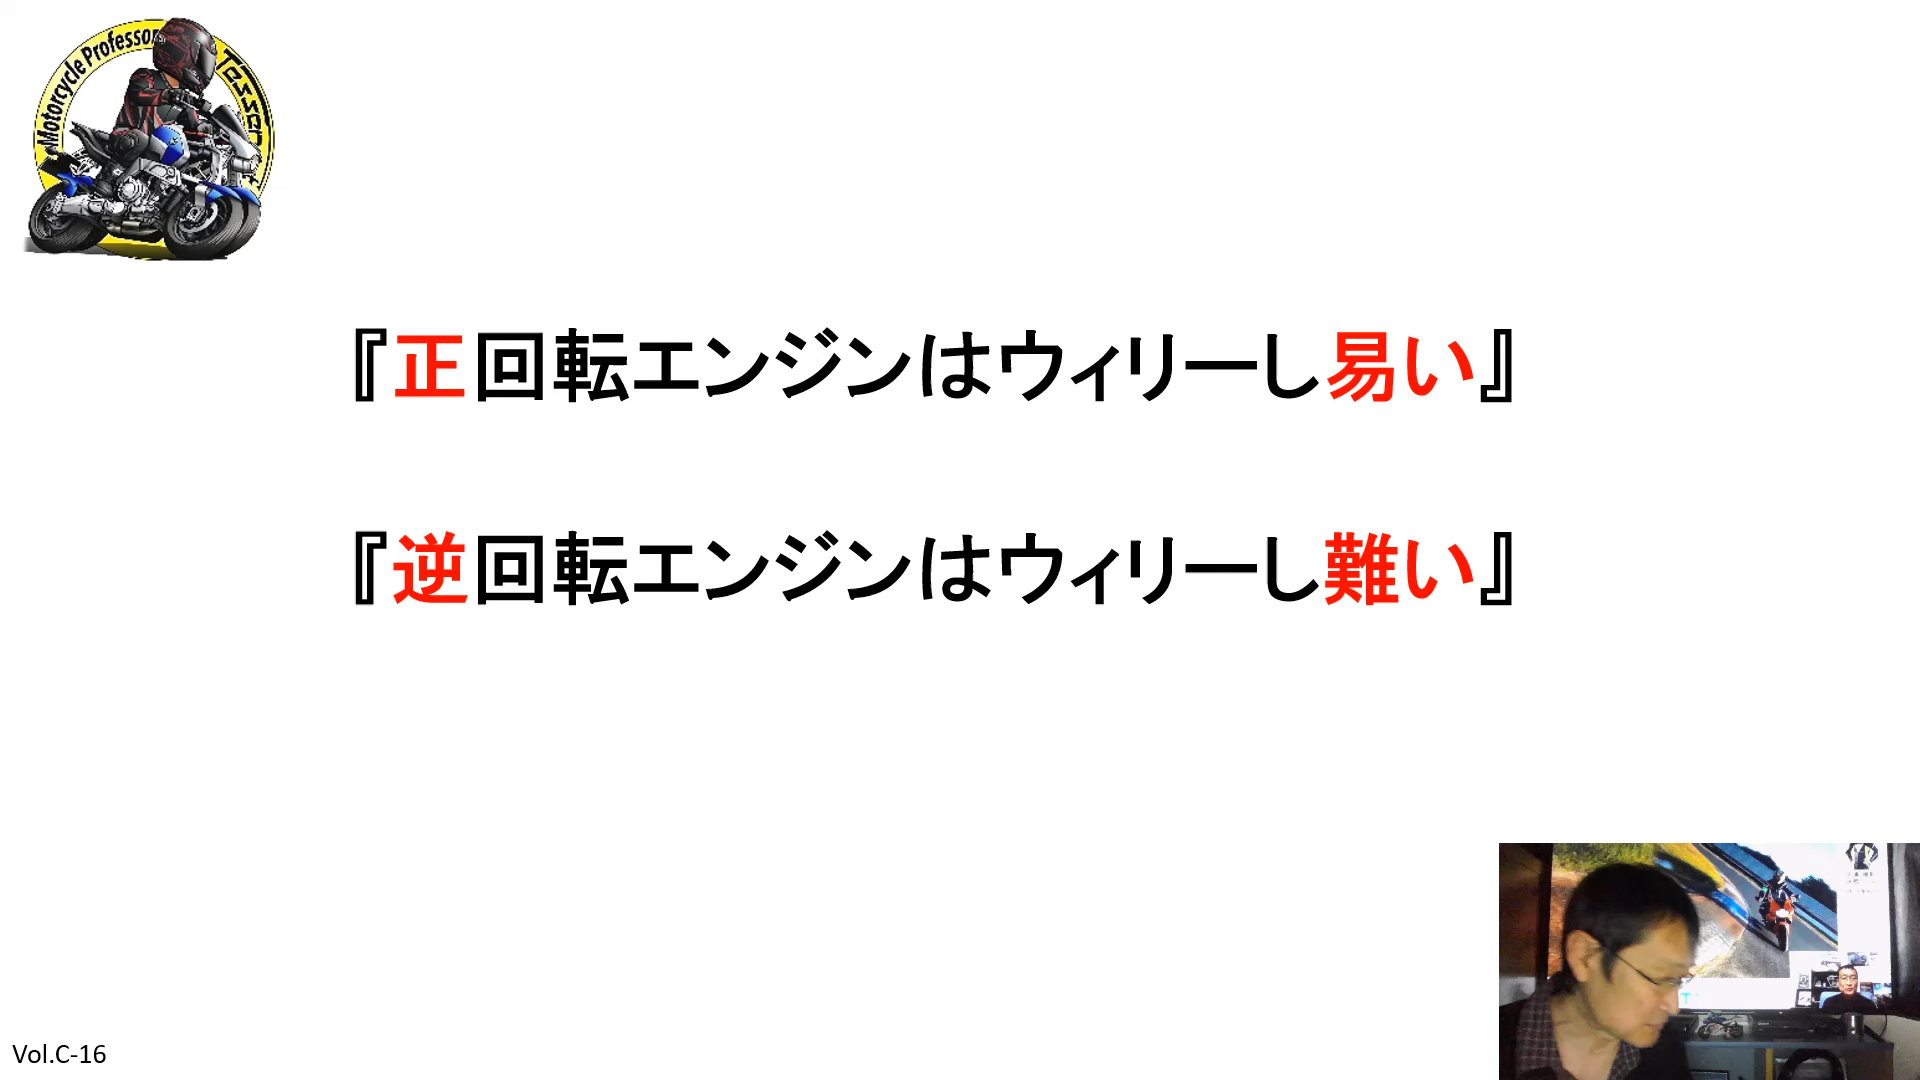 Motorcycle Professor
『正回転エンジンはウィリーし易い』
『逆回転エンジンはウィリーし難い』
Vol.C-16